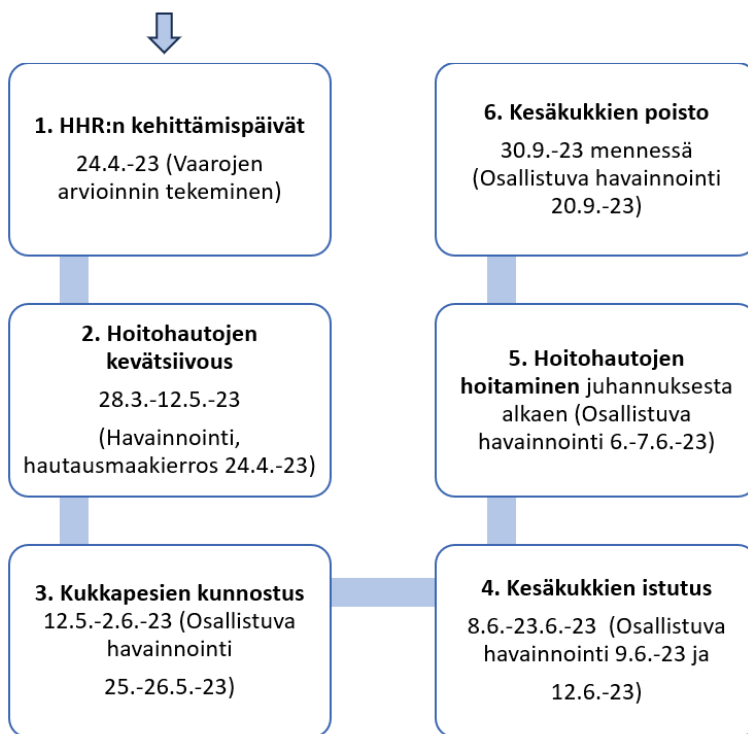 1. HHR:n kehittämispäivät
24.4.-23 (Vaarojen
arvioinnin tekeminen)
2. Hoitohautojen
kevätsiivous
28.3.-12.5.-23
(Havainnointi,
hautausmaakierros 24.4.-23)
3. Kukkapesien kunnostus
12.5.-2.6.-23 (Osallistuva
havainnointi
25.-26.5.-23)
4. Kesäkukkien istutus
8.6.-23.6.-23 (Osallistuva
havainnointi 9.6.-23 ja
12.6.-23)
5. Hoitohautojen
hoitaminen juhannuksesta
alkaen (Osallistuva
havainnointi 6.-7.6.-23)
6. Kesäkukkien poisto
30.9.-23 mennessä
(Osallistuva havainnointi
20.9.-23)